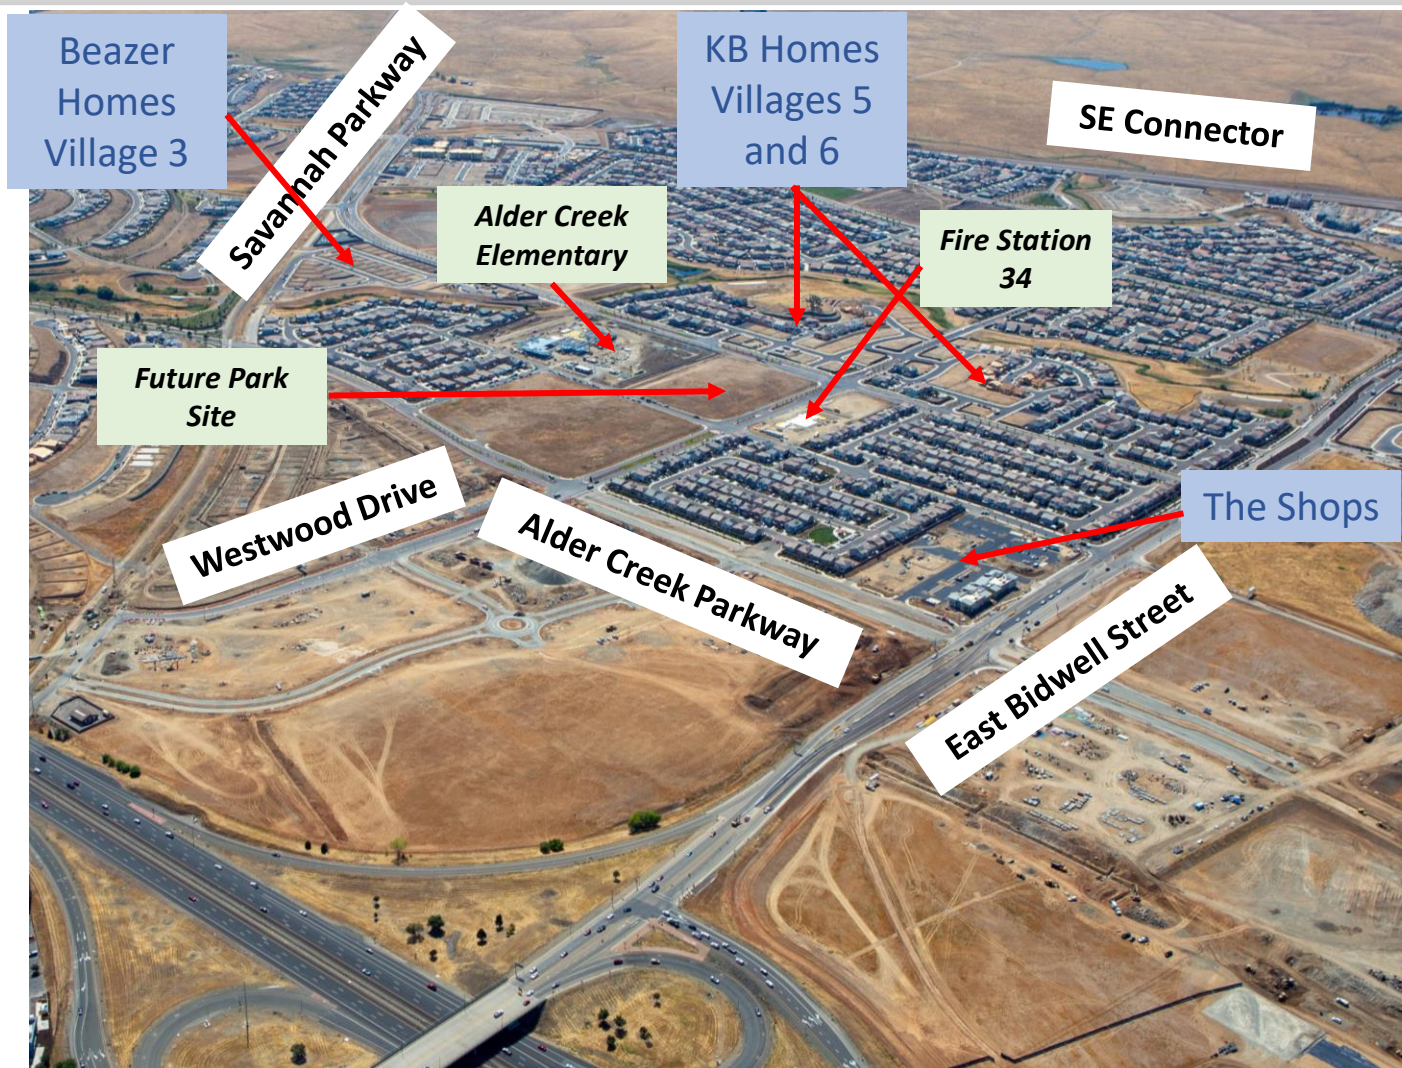 Beazer
Homes
Village 3
Savannah Parkway
KB Homes
Villages 5
and 6
SE Connector
Alder Creek
Elementary
Fire Station
34
Future Park
Site
Westwood Drive
Alder Creek Parkway
The Shops
East Bidwell Street